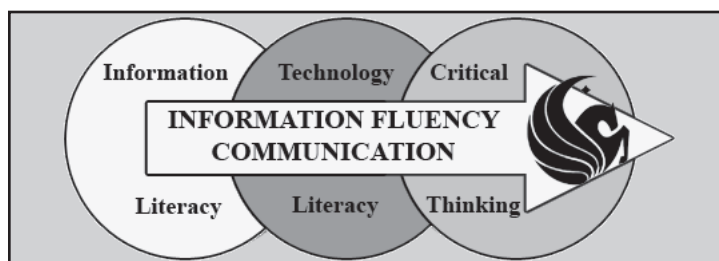 Information Technology Critical
INFORMATION FLUENCY
COMMUNICATION
Literacy Literacy Thinking